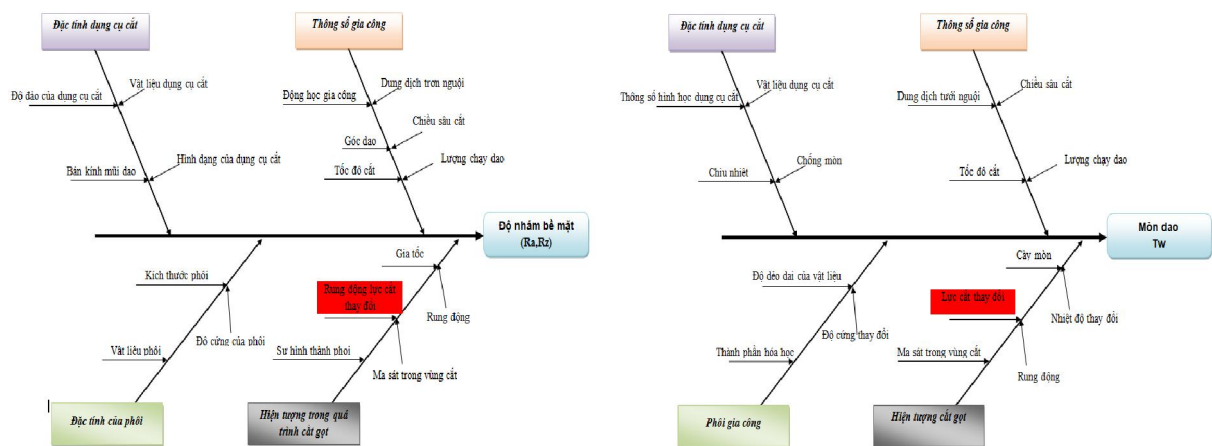 Đặc tính dụng cụ cắt
Thông số gia công
Vật liệu dụng cụ cắt
Độ đảo của dụng cụ cắt
Dung dịch trơn nguội
Động học gia công
Chiều sâu cắt
Góc dao
Hình dạng của dụng cụ cắt
Bán kính mũi dao
Lượng chạy dao
Tốc độ cắt
Độ nhám bề mặt
(Ra,Rz)
Gia tốc
Kích thước phôi
Rung động lực cắt
thay đổi
Rung động
Độ cứng của phôi
Vật liệu phôi
Sự hình thành phoi
Ma sát trong vùng cắt
Đặc tính của phôi
Hiện tượng trong quá
trình cắt gọt
Đặc tính dụng cụ cắt
Thông số gia công
Vật liệu dụng cụ cắt
Thông số hình học dụng cụ cắt
Chiều sâu cắt
Dung dịch tưới nguội
Chống mòn
Chịu nhiệt
Lượng chạy dao
Tốc độ cắt
Mòn dao
Tw
Cày mòn
Độ dẻo dai của vật liệu
Lực cắt thay đổi
Nhiệt độ thay đổi
Độ cứng thay đổi
Thành phần hóa học
Ma sát trong vùng cắt
Rung động
Phôi gia công
Hiện tượng cắt gọt